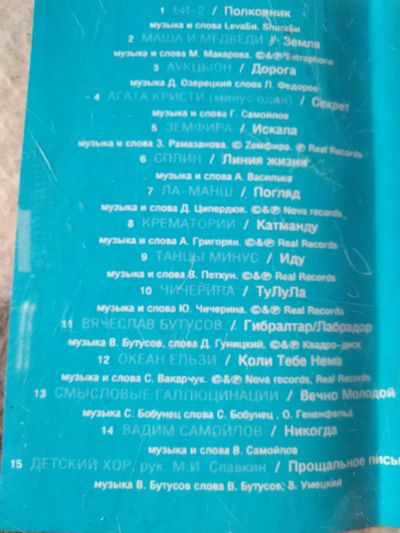 1 БИ-2 / Полковник
музыка и слова LеваБи. ShuraБи
2 МАША И МЕДВЕДИ / Земля
музыка и слова М. Макарова. ©&℗ Extraphone
3 АУКЦЫОН / Дорога
музыка Д. Озерецкий слова Л. Федоров
4 АГАТА КРИСТИ (минус один) / Секрет
музыка и слова Г. Самойлов
5 ЗЕМФИРА / Искала
музыка и слова З. Рамазанова. © Земфира. ℗ Real Records
6 СПЛИН / Линия жизни
музыка и слова А. Васильев
7 ЛА-МАНШ / Погляд
музыка и слова Д. Ципердюк. ©&℗ Nova records.
8 КРЕМАТОРИЙ / Катманду
музыка и слова А. Григорян. ©&℗ Real Records
9 ТАНЦЫ МИНУС / Иду
музыка и слова В. Петкун. ©&℗ Real Records
10 ЧИЧЕРИНА / ТуЛуЛа
музыка и слова Ю. Чичерина. ©&℗ Real Records
11 ВЯЧЕСЛАВ БУТУСОВ / Гибралтар/Лабрадор
музыка В. Бутусов, слова Д. Гуницкий. ©&℗ Квадро-диск
12 ОКЕАН ЕЛЬЗИ / Коли Тебе Нема
музыка и слова С. Вакарчук. ©&℗ Nova records, Real Records
13 СМЫСЛОВЫЕ ГАЛЛЮЦИНАЦИИ / Вечно Молодой
музыка С. Бобунец слова С. Бобунец, О. Гененфельд
14 ВАДИМ САМОЙЛОВ / Никогда
музыка и слова В. Самойлов
15 ДЕТСКИЙ ХОР, рук. М.И. Славкин / Прощальное письм
музыка В. Бутусов слова В. Бутусов, В. Умецкий